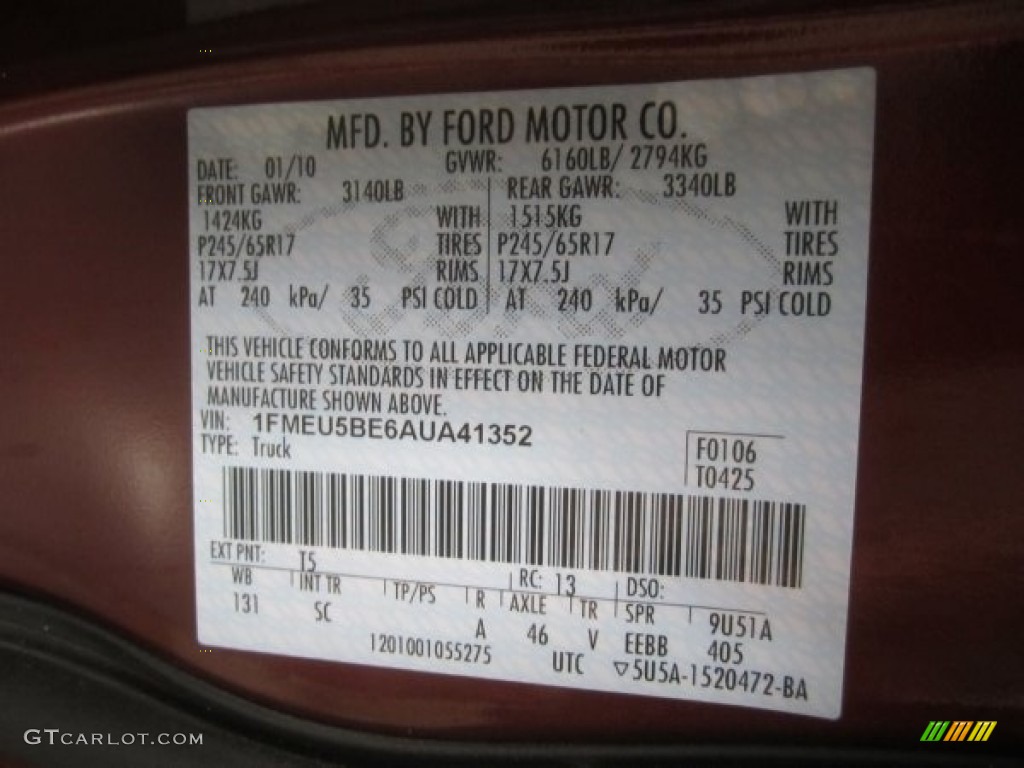 MFD. BY FORD MOTOR CO.
DATE: 01/10 GVWR: 6160LB/ 2794KG
FRONT GAWR: 3140LB REAR GAWR: 3340LB
1424KG WITH 1515KG WITH
P245/65R17 TIRES P245/65R17 TIRES
17X7.5J RIMS 17X7.5J RIMS
AT 240 kPa/ 35 PSI COLD AT 240 kPa/ 35 PSI COLD
THIS VEHICLE CONFORMS TO ALL APPLICABLE FEDERAL MOTOR
VEHICLE SAFETY STANDARDS IN EFFECT ON THE DATE OF
MANUFACTURE SHOWN ABOVE.
VIN: 1FMEU5BE6AUA41352
TYPE: Truck
F0106
T0425
EXT PNT: T5 RC: 13 DSO:
WB INT TR TP/PS R AXLE TR SPR 9U51A
131 SC A 46 V EEBB 405
1201001055275 UTC ▽5U5A-1520472-BA
GTCARLOT.COM